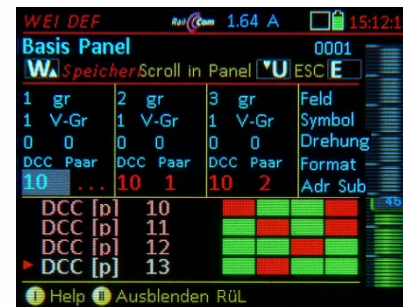 WEI DEF RailCom 1.64 A 15:12:1
Basis Panel 0001
W Speicher Scroll in Panel U ESC E
1 gr 2 gr 3 gr Feld
1 V-Gr 1 V-Gr 1 V-Gr Symbol
0 0 0 0 0 0 Drehung
DCC Paar DCC Paar DCC Paar Format
10 ... 10 1 10 2 Adr Sub
DCC [p] 10
DCC [p] 11
DCC [p] 12
DCC [p] 13
I Help II Ausblenden RüL